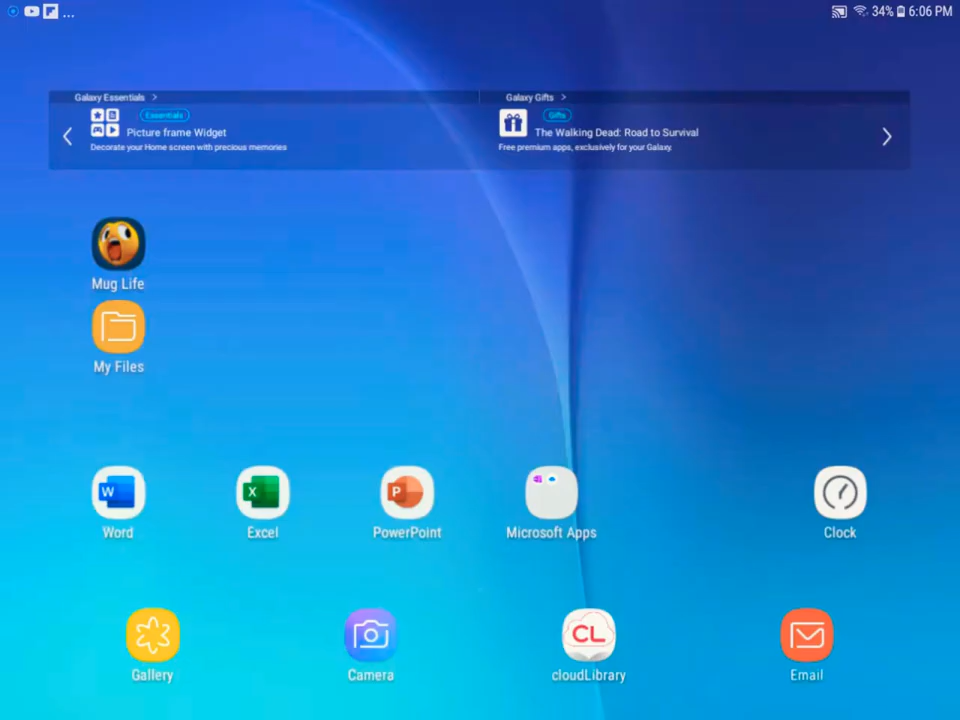 ... 34% 6:06 PM
Galaxy Essentials > Galaxy Gifts >
Essentials Gifts
Picture frame Widget The Walking Dead: Road to Survival
Decorate your Home screen with precious memories Free premium apps, exclusively for your Galaxy.
Mug Life
My Files
W X P
Word Excel PowerPoint Microsoft Apps Clock
CL
Gallery Camera cloudLibrary Email